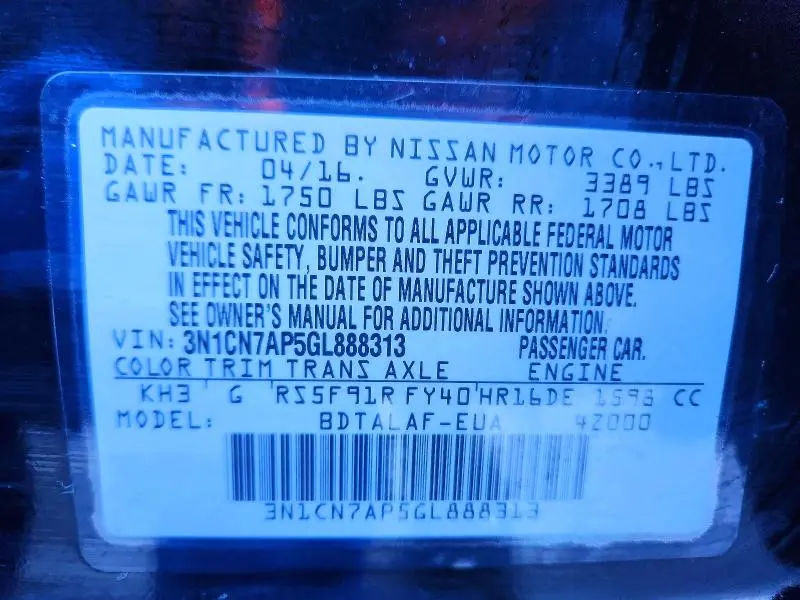 MANUFACTURED BY NISSAN MOTOR CO.,LTD.
DATE: 04/16. GVWR: 3389 LBS
GAWR FR: 1750 LBS GAWR RR: 1708 LBS
THIS VEHICLE CONFORMS TO ALL APPLICABLE FEDERAL MOTOR
VEHICLE SAFETY, BUMPER AND THEFT PREVENTION STANDARDS
IN EFFECT ON THE DATE OF MANUFACTURE SHOWN ABOVE.
SEE OWNER'S MANUAL FOR ADDITIONAL INFORMATION.
VIN: 3N1CN7AP5GL888313 PASSENGER CAR.
COLOR TRIM TRANS AXLE ENGINE
KH3 G RS5F91R FY40 HR16DE 1598 CC
MODEL: BDTALAF-EUA 42000
3N1CN7AP5GL888313